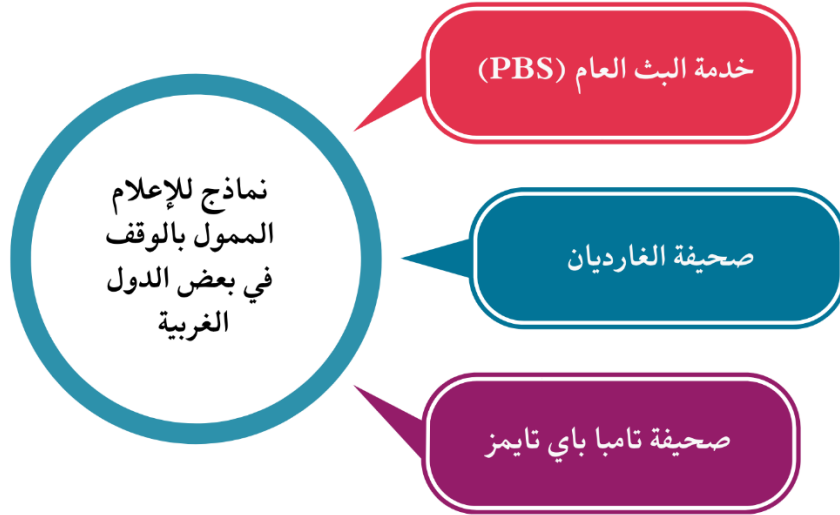 نماذج للإعلام
الممول بالوقف
في بعض الدول
الغربية
خدمة البث العام (PBS)
صحيفة الغارديان
صحيفة تامبا باي تايمز